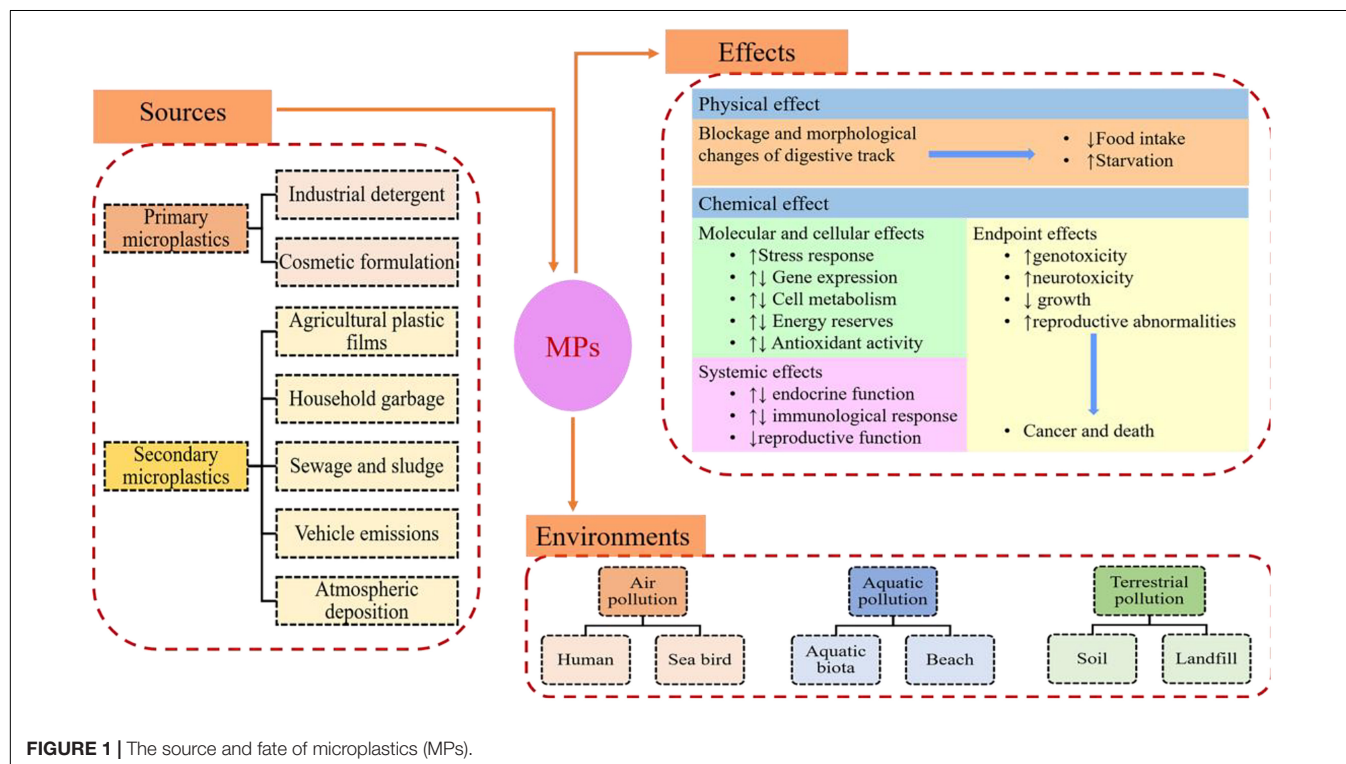 Sources
Primary
microplastics
Industrial detergent
Cosmetic formulation
Secondary
microplastics
Agricultural plastic
films
Household garbage
Sewage and sludge
Vehicle emissions
Atmospheric
deposition
MPs
Effects
Physical effect
Blockage and morphological
changes of digestive track
• ↓Food intake
• ↑Starvation
Chemical effect
Molecular and cellular effects
• ↑Stress response
• ↑↓ Gene expression
• ↑↓ Cell metabolism
• ↑↓ Energy reserves
• ↑↓ Antioxidant activity
Systemic effects
• ↑↓ endocrine function
• ↑↓ immunological response
• ↓reproductive function
Endpoint effects
• ↑genotoxicity
• ↑neurotoxicity
• ↓ growth
• ↑reproductive abnormalities
• Cancer and death
Environments
Air
pollution
Human
Sea bird
Aquatic
pollution
Aquatic
biota
Beach
Terrestrial
pollution
Soil
Landfill
FIGURE 1 | The source and fate of microplastics (MPs).